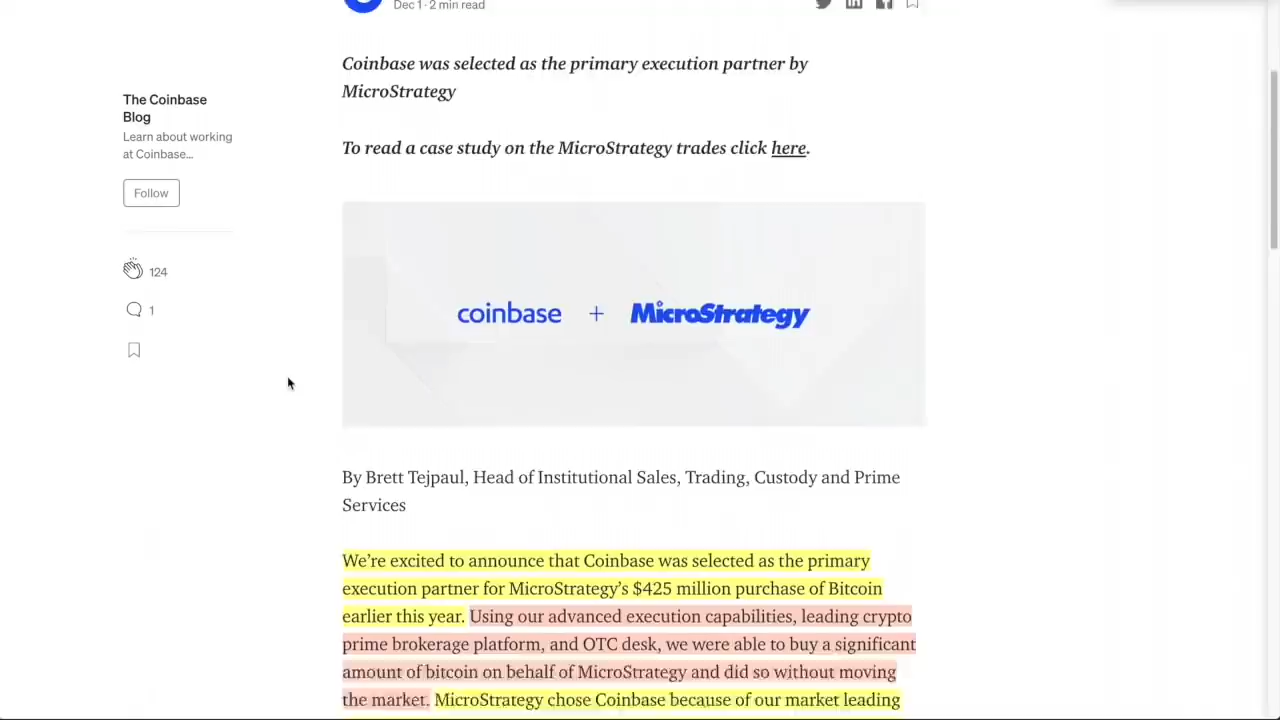 Dec 1 · 2 min read
Coinbase was selected as the primary execution partner by
MicroStrategy
To read a case study on the MicroStrategy trades click here.
The Coinbase
Blog
Learn about working
at Coinbase...
Follow
124
1
coinbase + MicroStrategy
By Brett Tejpaul, Head of Institutional Sales, Trading, Custody and Prime
Services
We’re excited to announce that Coinbase was selected as the primary
execution partner for MicroStrategy’s $425 million purchase of Bitcoin
earlier this year. Using our advanced execution capabilities, leading crypto
prime brokerage platform, and OTC desk, we were able to buy a significant
amount of bitcoin on behalf of MicroStrategy and did so without moving
the market. MicroStrategy chose Coinbase because of our market leading